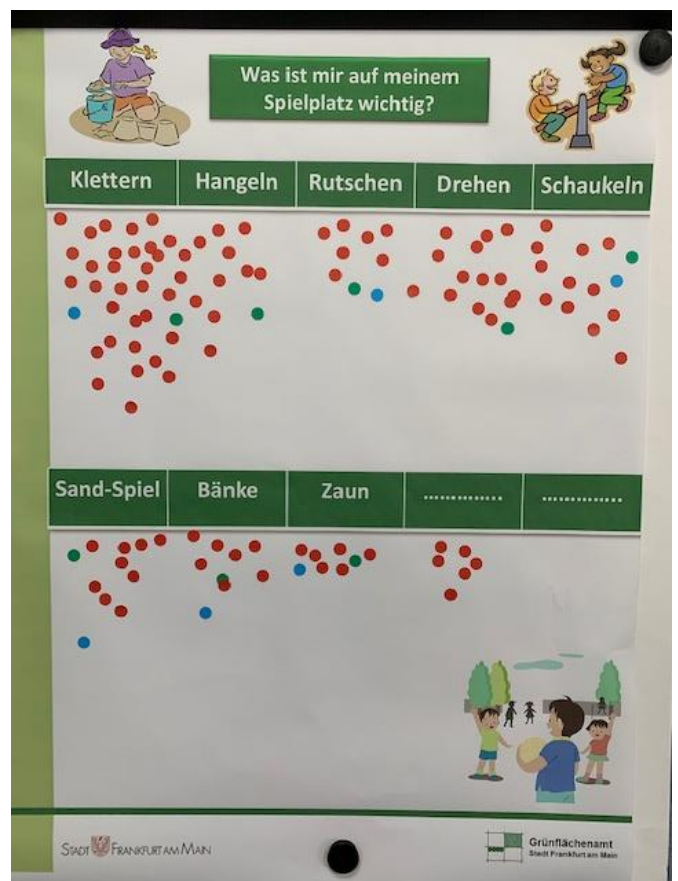 Was ist mir auf meinem
Spielplatz wichtig?
Klettern Hangeln Rutschen Drehen Schaukeln
Sand-Spiel Bänke Zaun .............. ..............
STADT FRANKFURT AM MAIN
Grünflächenamt
Stadt Frankfurt am Main